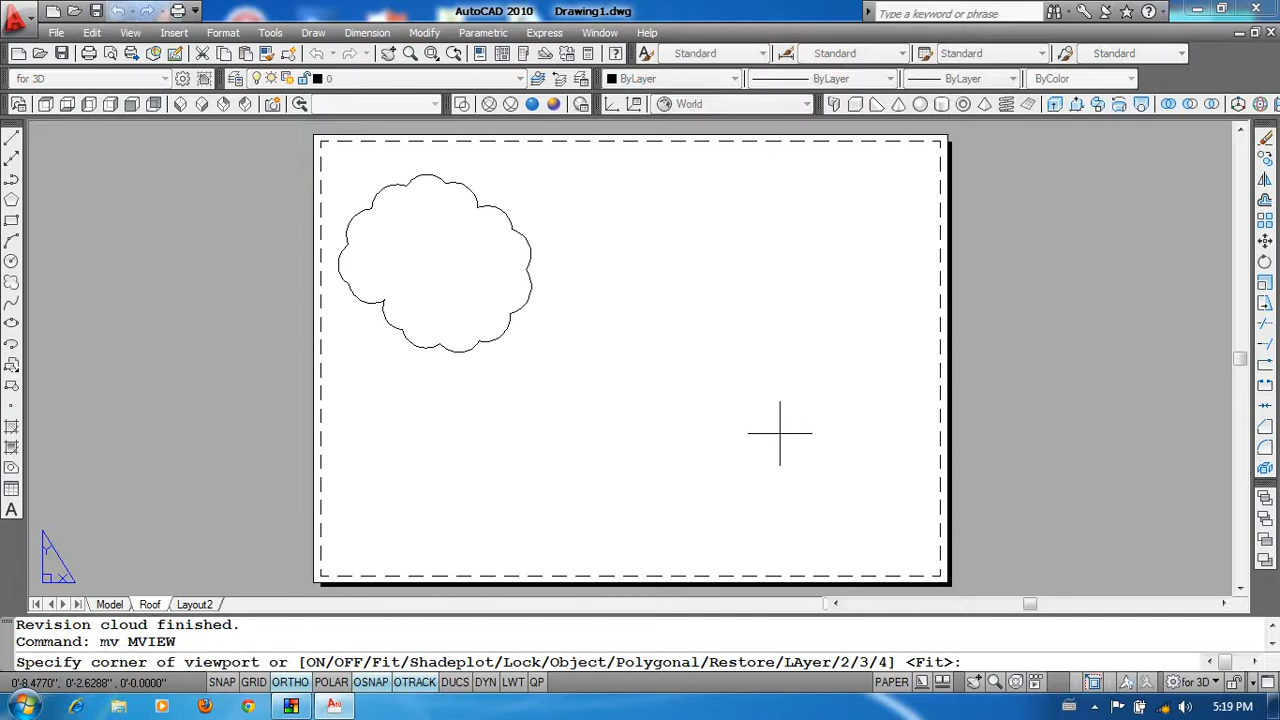 AutoCAD 2010 Drawing1.dwg
Type a keyword or phrase
File Edit View Insert Format Tools Draw Dimension Modify Parametric Express Window Help
Standard Standard Standard Standard
for 3D 0 ByLayer ByLayer ByLayer ByColor
World
A
Y
X
Model Roof Layout2
Revision cloud finished.
Command: mv MVIEW
Specify corner of viewport or [ON/OFF/Fit/Shadeplot/Lock/Object/Polygonal/Restore/LAyer/2/3/4] <Fit>:
0'-8.4770", 0'-2.6288", 0'-0.0000" SNAP GRID ORTHO POLAR OSNAP OTRACK DUCS DYN LWT QP PAPER for 3D
5:19 PM